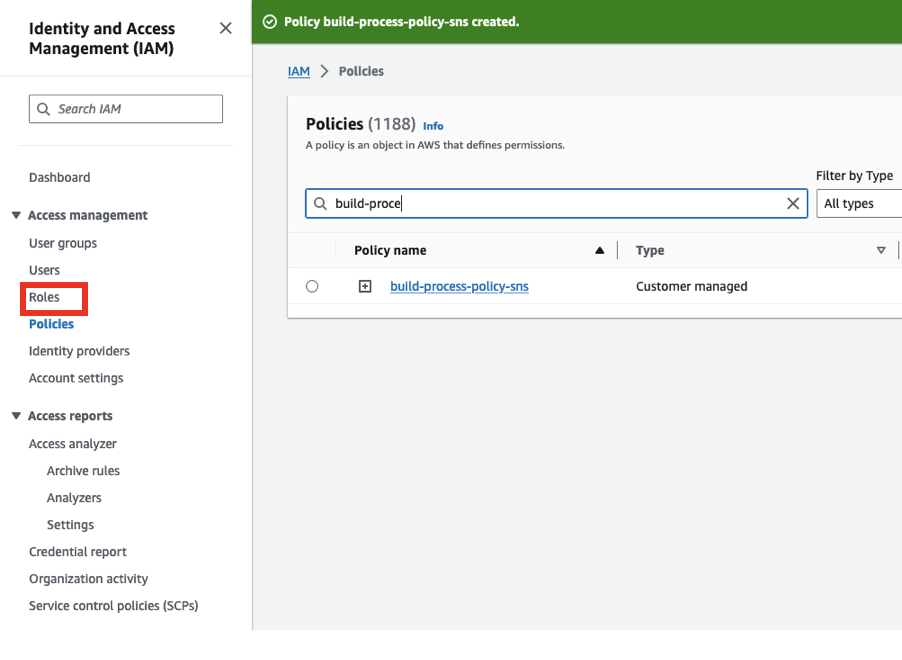 Identity and Access
Management (IAM)
Search IAM
Dashboard
Access management
User groups
Users
Roles
Policies
Identity providers
Account settings
Access reports
Access analyzer
Archive rules
Analyzers
Settings
Credential report
Organization activity
Service control policies (SCPs)
Policy build-process-policy-sns created.
IAM > Policies
Policies (1188) Info
A policy is an object in AWS that defines permissions.
Filter by Type
build-proce
All types
Policy name Type
build-process-policy-sns Customer managed